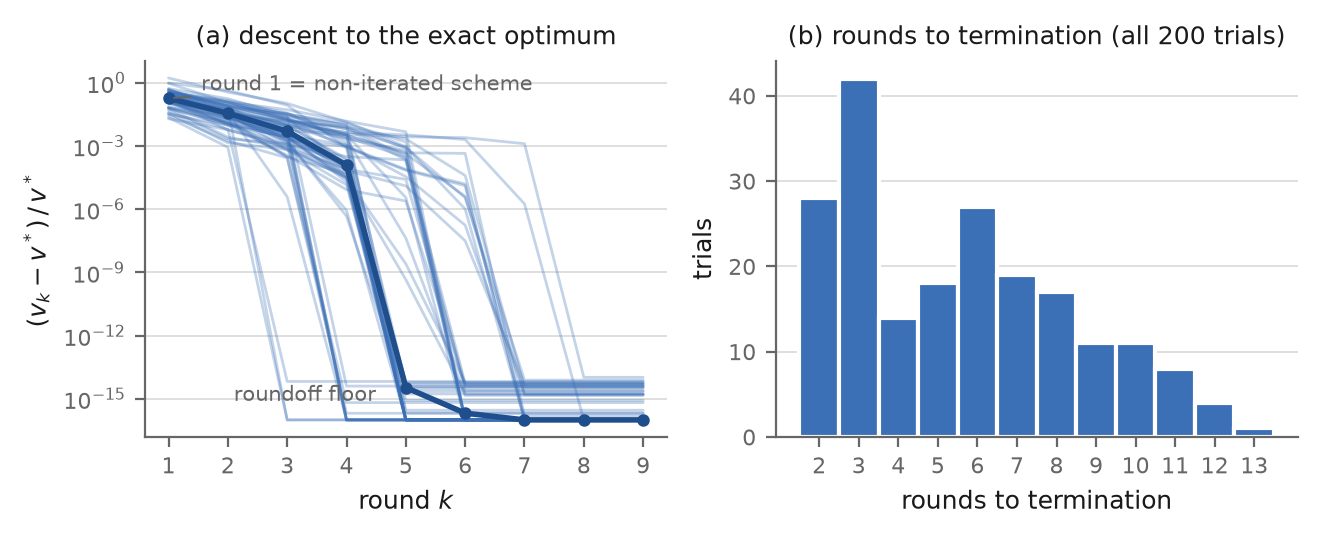 (a) descent to the exact optimum
round 1 = non-iterated scheme
roundoff floor
10^0
10^−3
10^−6
10^−9
10^−12
10^−15
(v_k − v^*) / v^*
1 2 3 4 5 6 7 8 9
round k
(b) rounds to termination (all 200 trials)
40
30
20
10
0
trials
2 3 4 5 6 7 8 9 10 11 12 13
rounds to termination